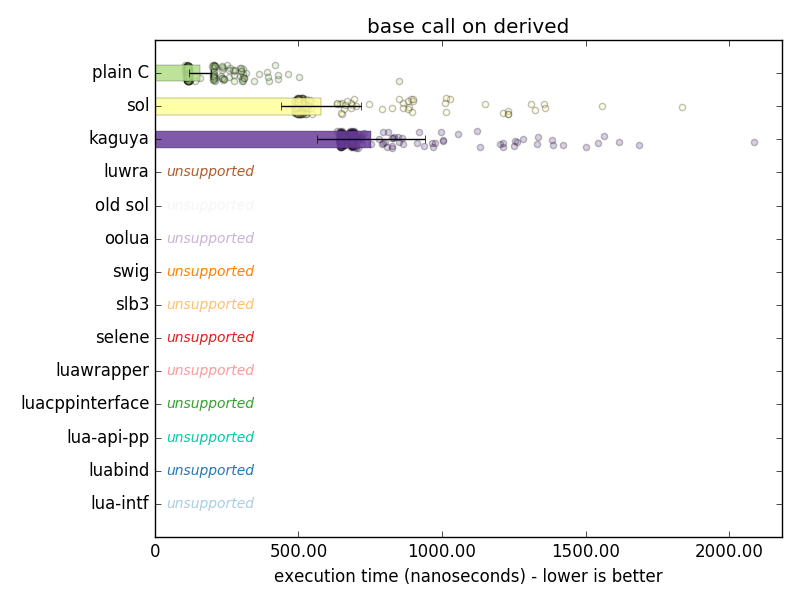 base call on derived
plain C
sol
kaguya
luwra unsupported
old sol unsupported
oolua unsupported
swig unsupported
slb3 unsupported
selene unsupported
luawrapper unsupported
luacppinterface unsupported
lua-api-pp unsupported
luabind unsupported
lua-intf unsupported
0 500.00 1000.00 1500.00 2000.00
execution time (nanoseconds) - lower is better